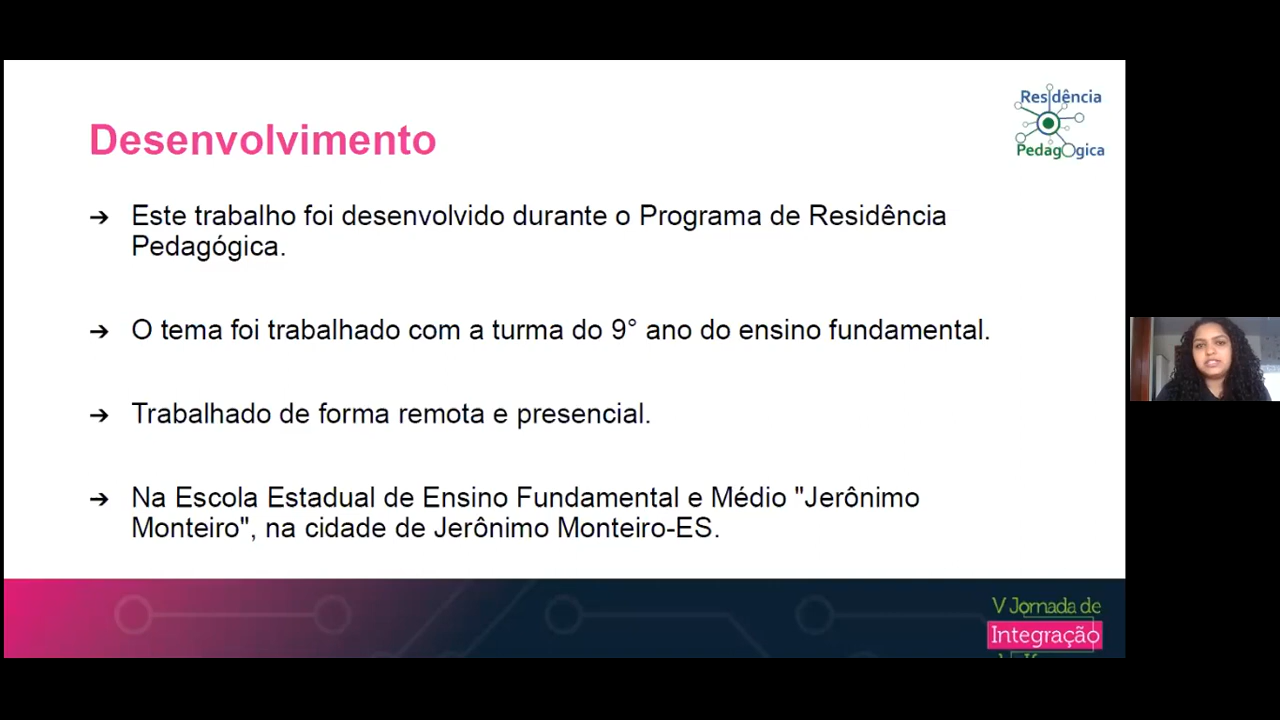 Residência
PedagOgica
Desenvolvimento
➔ Este trabalho foi desenvolvido durante o Programa de Residência
Pedagógica.
➔ O tema foi trabalhado com a turma do 9° ano do ensino fundamental.
➔ Trabalhado de forma remota e presencial.
➔ Na Escola Estadual de Ensino Fundamental e Médio "Jerônimo
Monteiro", na cidade de Jerônimo Monteiro-ES.
V Jornada de
Integração